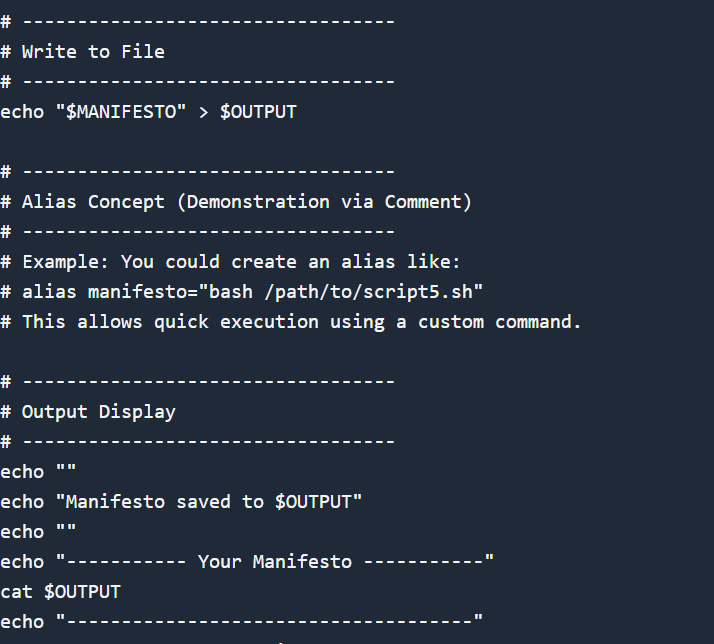 # ----------------------------------
# Write to File
# ----------------------------------
echo "$MANIFESTO" > $OUTPUT
# ----------------------------------
# Alias Concept (Demonstration via Comment)
# ----------------------------------
# Example: You could create an alias like:
# alias manifesto="bash /path/to/script5.sh"
# This allows quick execution using a custom command.
# ----------------------------------
# Output Display
# ----------------------------------
echo ""
echo "Manifesto saved to $OUTPUT"
echo ""
echo "----------- Your Manifesto -----------"
cat $OUTPUT
echo "-------------------------------------"